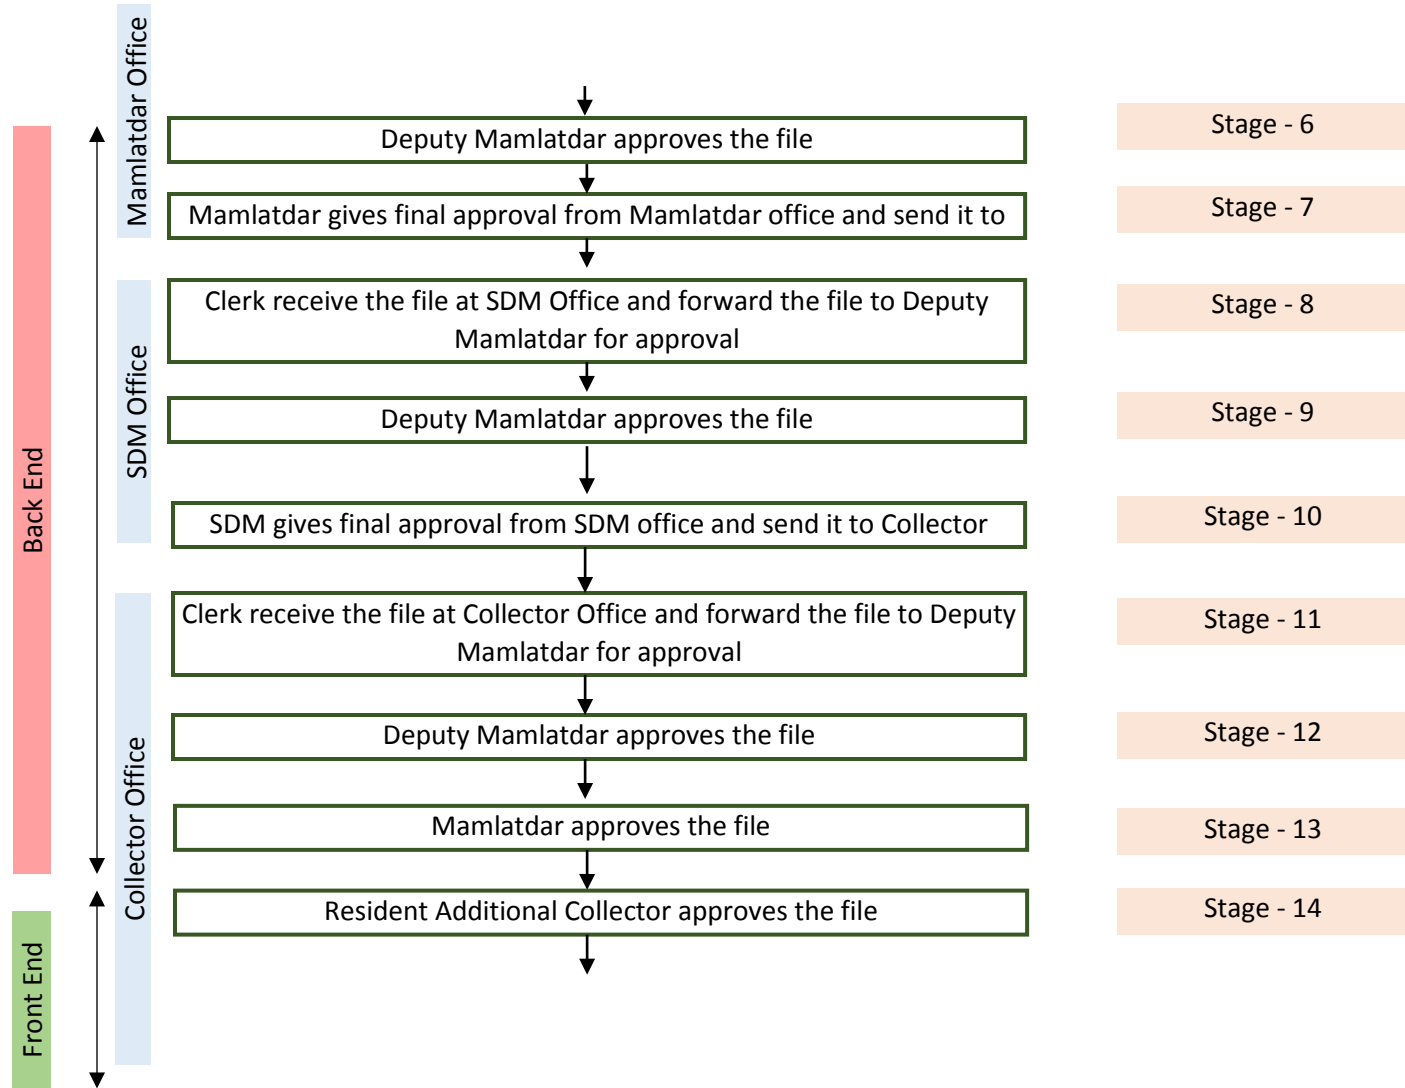 Mamlatdar Office
Deputy Mamlatdar approves the file
Stage - 6
Mamlatdar gives final approval from Mamlatdar office and send it to
Stage - 7
SDM Office
Clerk receive the file at SDM Office and forward the file to Deputy
Mamlatdar for approval
Stage - 8
Deputy Mamlatdar approves the file
Stage - 9
SDM gives final approval from SDM office and send it to Collector
Stage - 10
Back End
Collector Office
Clerk receive the file at Collector Office and forward the file to Deputy
Mamlatdar for approval
Stage - 11
Deputy Mamlatdar approves the file
Stage - 12
Mamlatdar approves the file
Stage - 13
Resident Additional Collector approves the file
Stage - 14
Front End